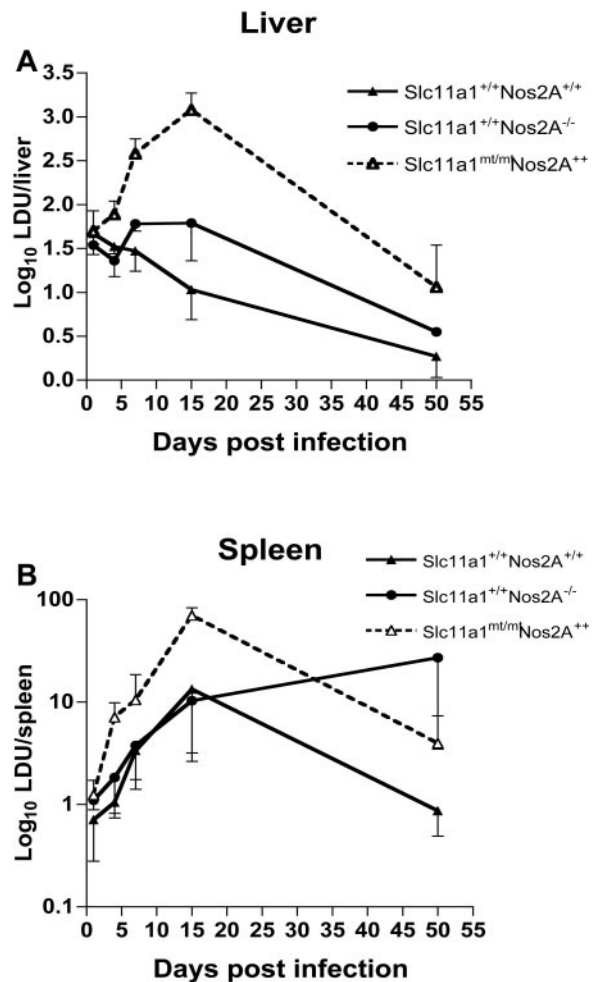 Liver
A
3.5
3.0
2.5
2.0
1.5
1.0
0.5
0.0
Log₁₀ LDU/liver
Slc11a1⁺/⁺Nos2A⁺/⁺
Slc11a1⁺/⁺Nos2A⁻/⁻
Slc11a1ᵐᵗ/ᵐᵗNos2A⁺⁺
0 5 10 15 20 25 30 35 40 45 50 55
Days post infection
Spleen
B
100
10
1
0.1
Log₁₀ LDU/spleen
Slc11a1⁺/⁺Nos2A⁺/⁺
Slc11a1⁺/⁺Nos2A⁻/⁻
Slc11a1ᵐᵗ/ᵐᵗNos2A⁺⁺
0 5 10 15 20 25 30 35 40 45 50 55
Days post infection